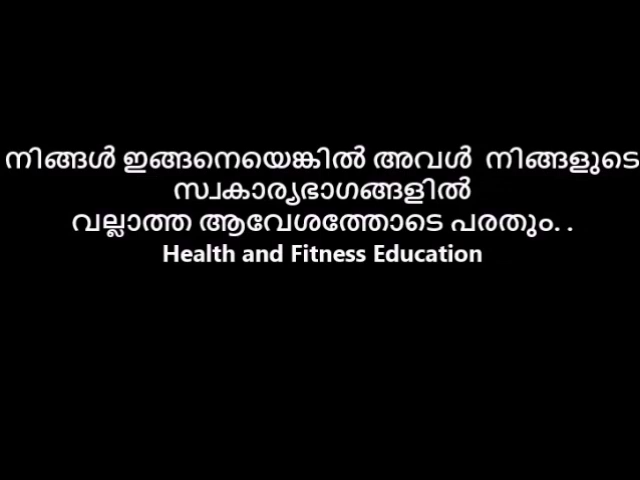 നിങ്ങൾ ഇങ്ങനെയെങ്കിൽ അവൾ നിങ്ങളുടെ
സ്വകാര്യഭാഗങ്ങളിൽ
വല്ലാത്ത ആവേശത്തോടെ പരതും. .
Health and Fitness Education